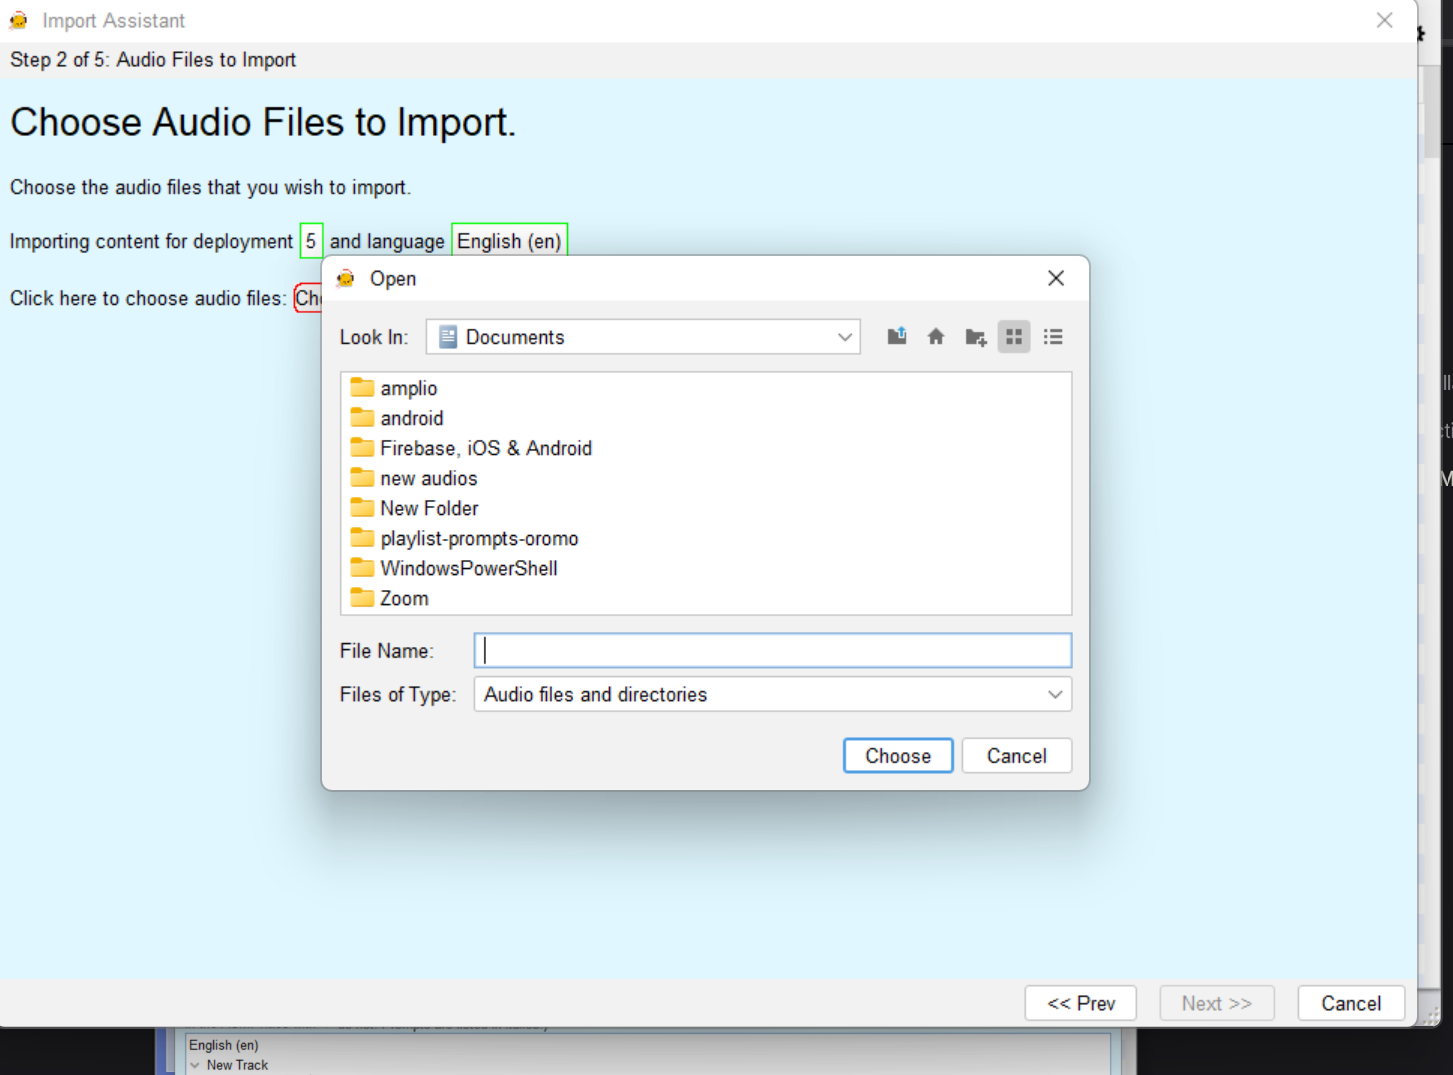 Import Assistant
Step 2 of 5: Audio Files to Import
Choose Audio Files to Import.
Choose the audio files that you wish to import.
Importing content for deployment 5 and language English (en)
Click here to choose audio files:
Open
Look In: Documents
amplio
android
Firebase, iOS & Android
new audios
New Folder
playlist-prompts-oromo
WindowsPowerShell
Zoom
File Name:
Files of Type: Audio files and directories
Choose Cancel
<< Prev Next >> Cancel
English (en)
New Track